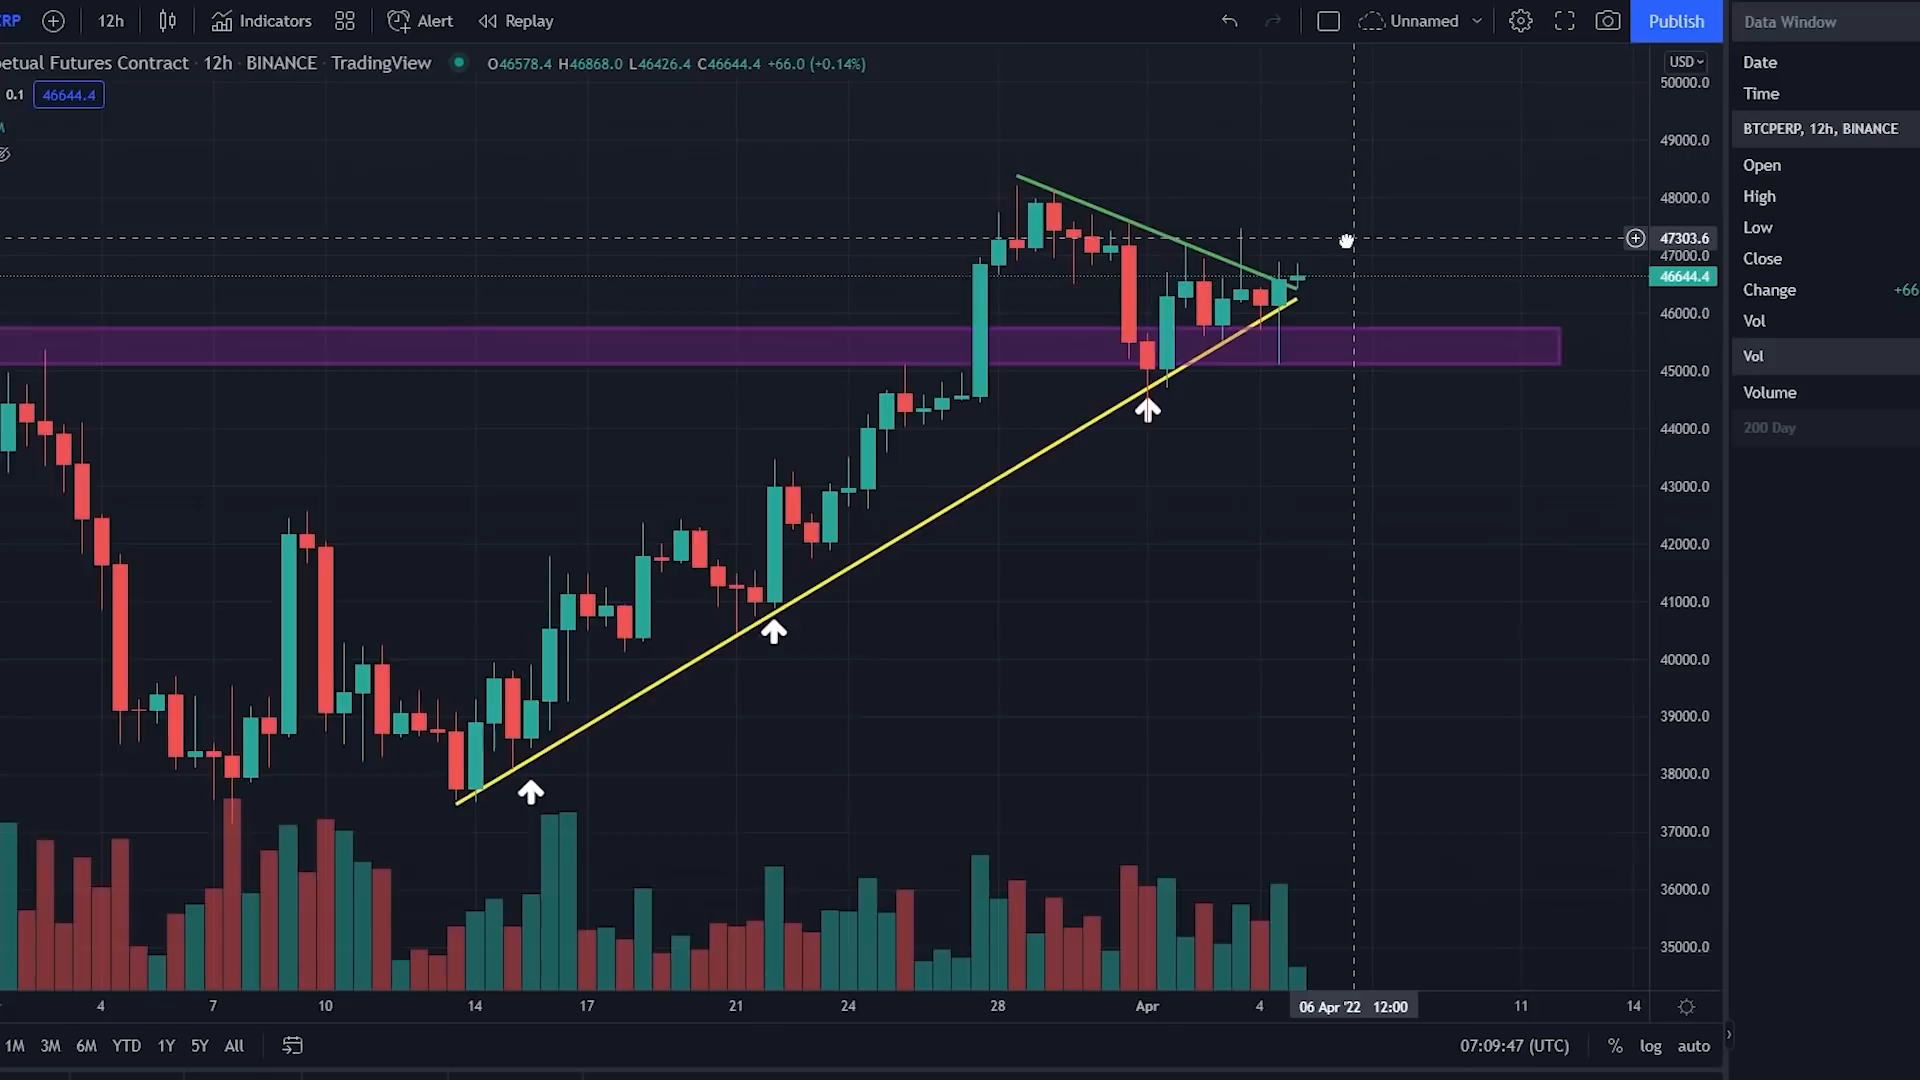 RP 12h Indicators Alert Replay Unnamed Publish Data Window
etual Futures Contract · 12h · BINANCE · TradingView O46578.4 H46868.0 L46426.4 C46644.4 +66.0 (+0.14%) USD
0.1 46644.4
50000.0
49000.0
48000.0
47303.6
47000.0
46644.4
46000.0
45000.0
44000.0
43000.0
42000.0
41000.0
40000.0
39000.0
38000.0
37000.0
36000.0
35000.0
Date
Time
BTCPERP, 12h, BINANCE
Open
High
Low
Close
Change +66
Vol
Vol
Volume
200 Day
4 7 10 14 17 21 24 28 Apr 4 06 Apr '22 12:00 11 14
1M 3M 6M YTD 1Y 5Y All 07:09:47 (UTC) % log auto